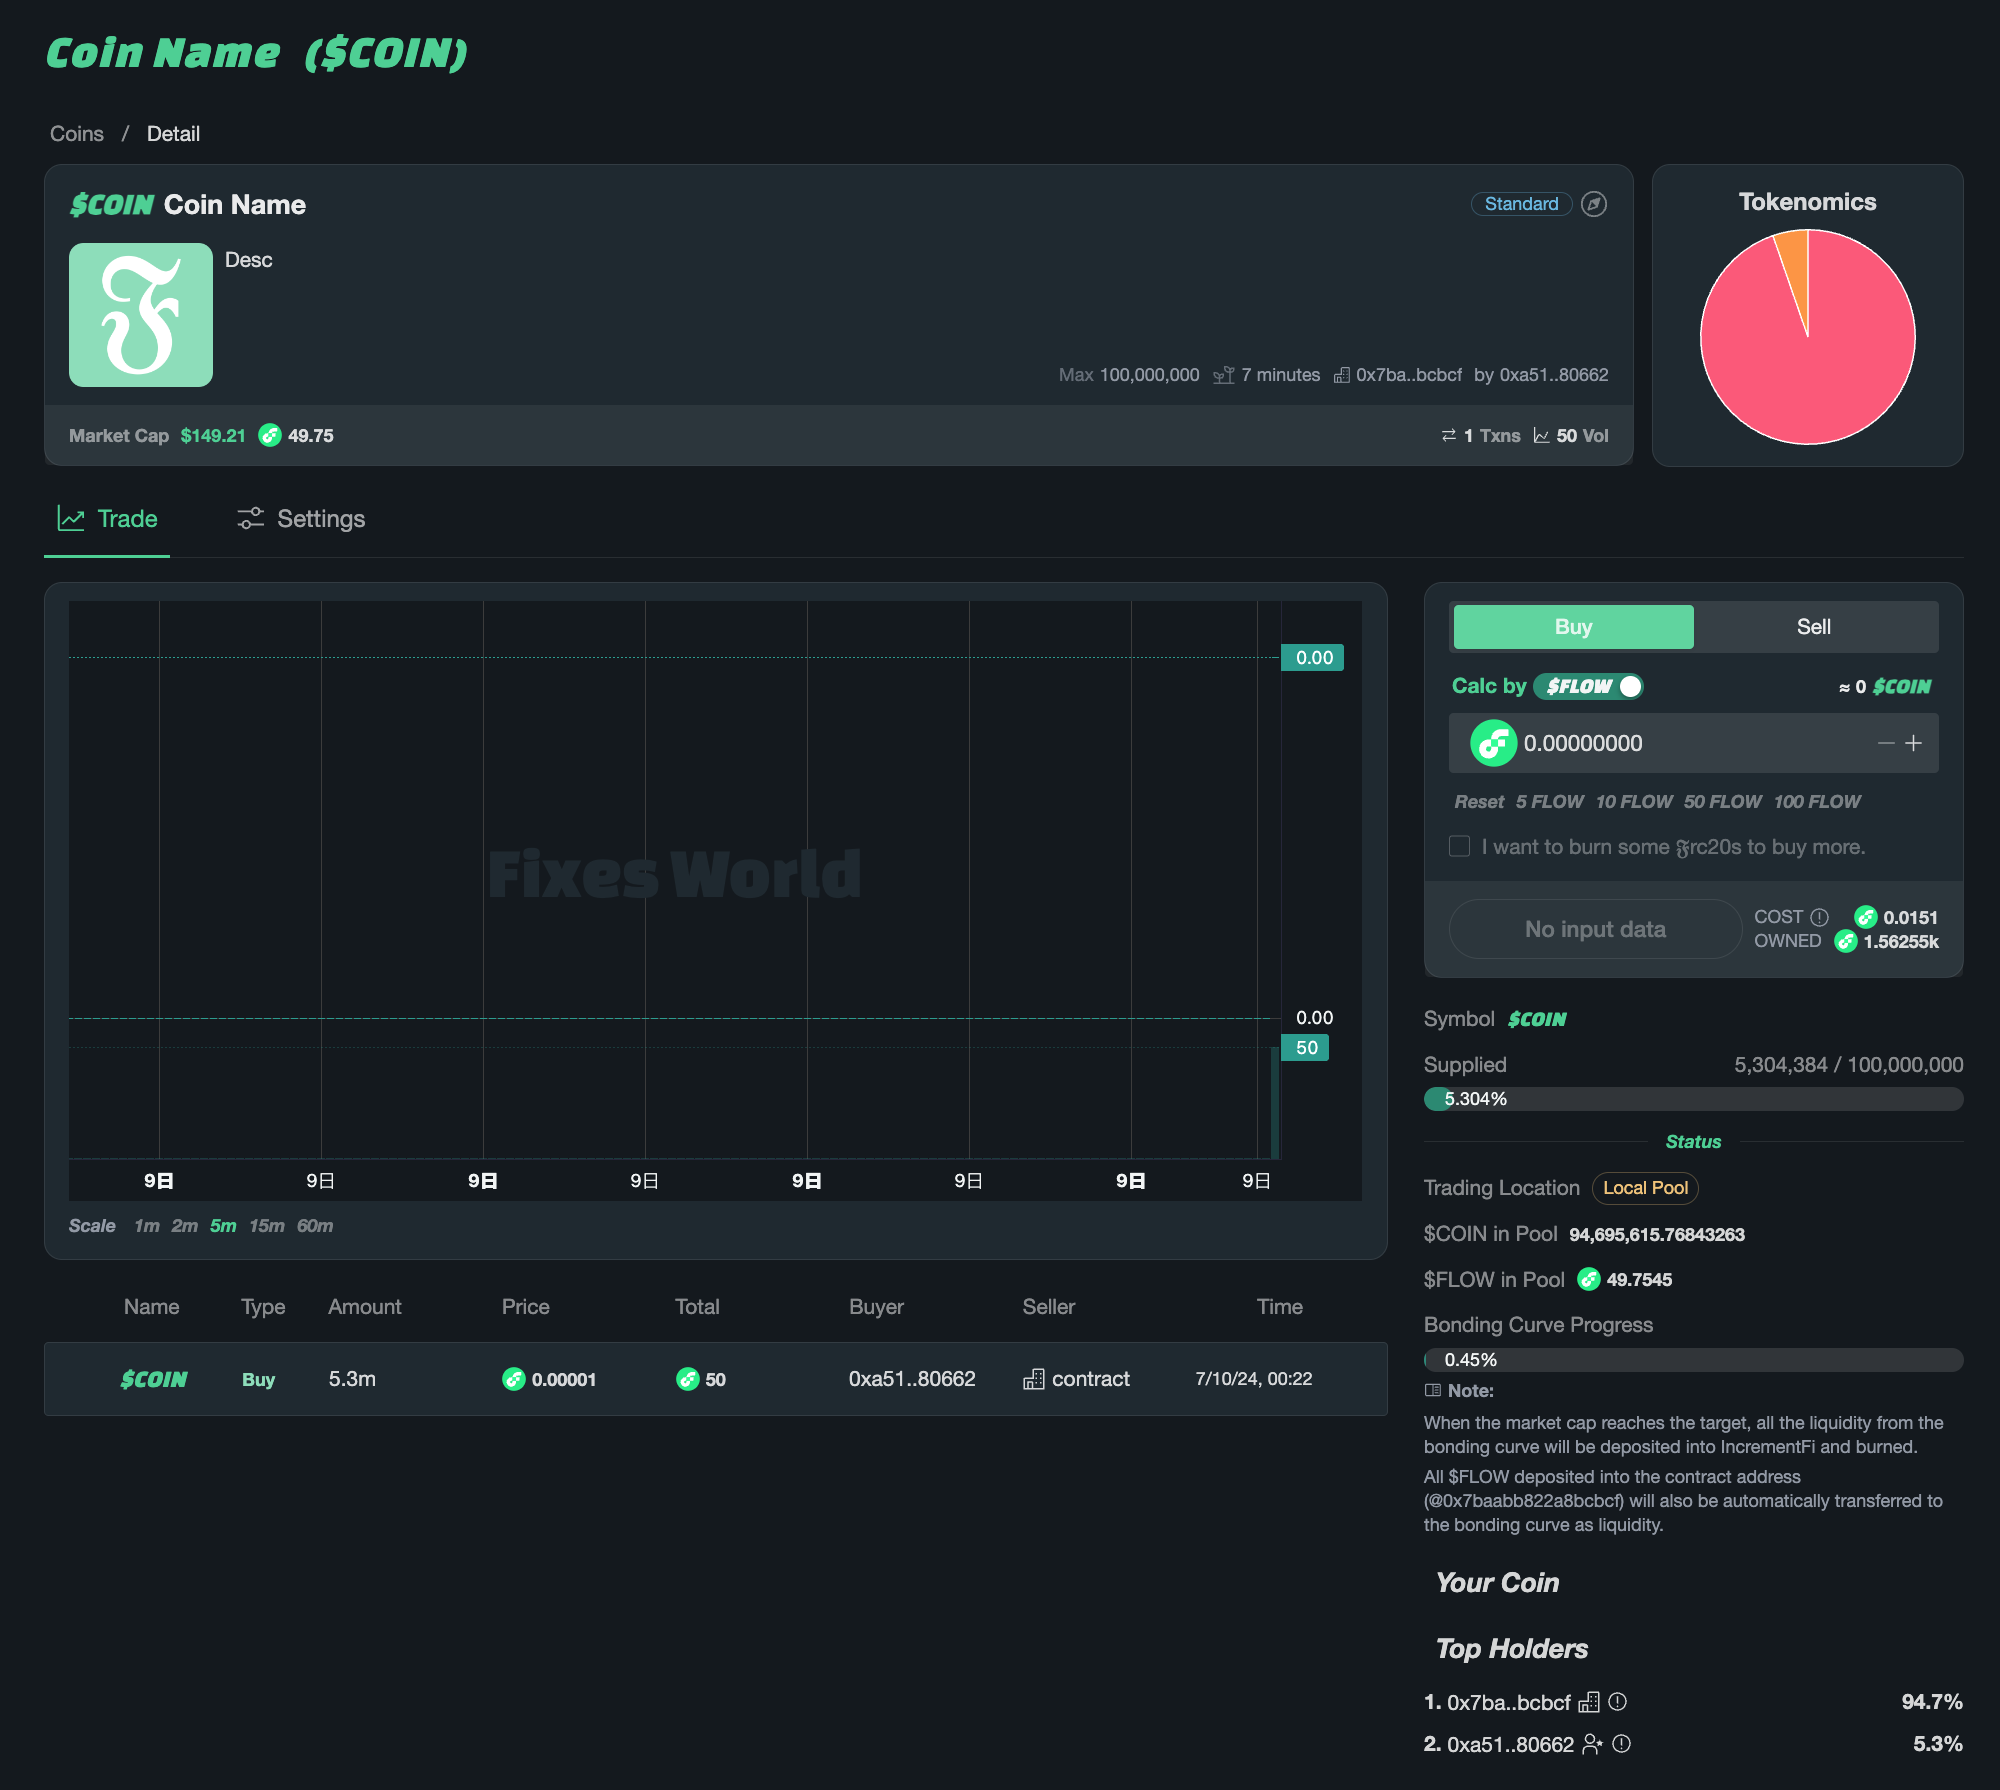 Coin Name ($COIN)
Coins / Detail
$COIN Coin Name
Standard
Tokenomics
Desc
Max 100,000,000 7 minutes 0x7ba..bcbcf by 0xa51..80662
Market Cap $149.21 49.75
1 Txns 50 Vol
Trade
Settings
0.00
Fixes World
0.00
50
9日 9日 9日 9日 9日 9日 9日 9日
Scale 1m 2m 5m 15m 60m
Name Type Amount Price Total Buyer Seller Time
$COIN Buy 5.3m 0.00001 50 0xa51..80662 contract 7/10/24, 00:22
Buy Sell
Calc by $FLOW ≈ 0 $COIN
0.00000000
Reset 5 FLOW 10 FLOW 50 FLOW 100 FLOW
I want to burn some 𝔉rc20s to buy more.
No input data
COST 0.0151
OWNED 1.56255k
Symbol $COIN
Supplied 5,304,384 / 100,000,000
5.304%
Status
Trading Location Local Pool
$COIN in Pool 94,695,615.76843263
$FLOW in Pool 49.7545
Bonding Curve Progress
0.45%
Note:
When the market cap reaches the target, all the liquidity from the
bonding curve will be deposited into IncrementFi and burned.
All $FLOW deposited into the contract address
(@0x7baabb822a8bcbcf) will also be automatically transferred to
the bonding curve as liquidity.
Your Coin
Top Holders
1. 0x7ba..bcbcf 94.7%
2. 0xa51..80662 5.3%